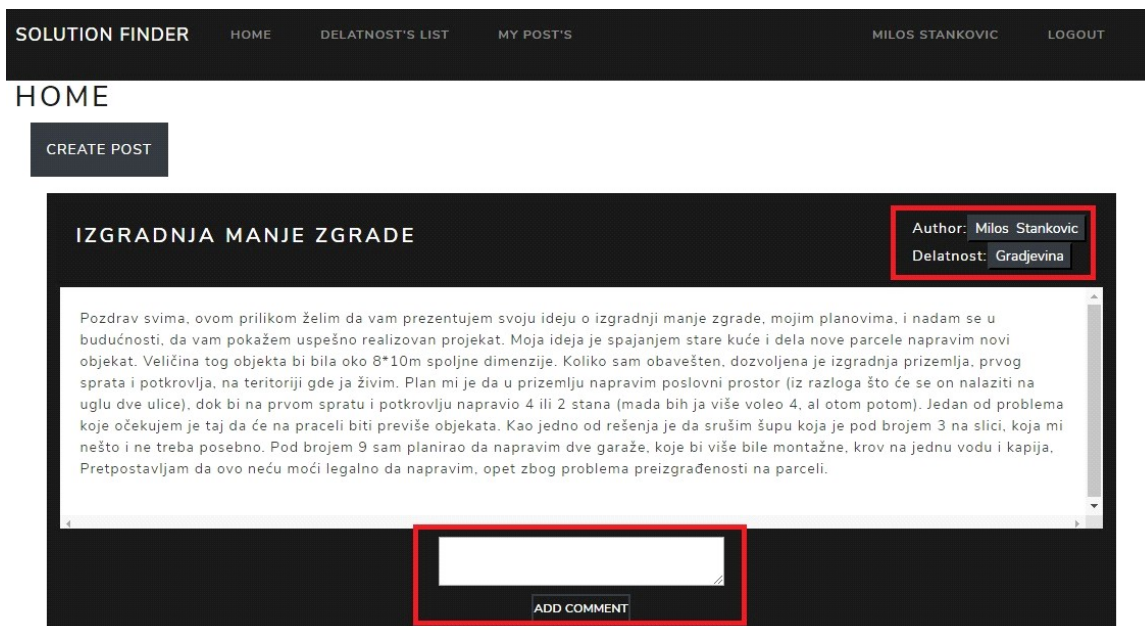 SOLUTION FINDER HOME DELATNOST'S LIST MY POST'S MILOS STANKOVIC LOGOUT
HOME
CREATE POST
IZGRADNJA MANJE ZGRADE
Author: Milos Stankovic
Delatnost: Gradjevina
Pozdrav svima, ovom prilikom želim da vam prezentujem svoju ideju o izgradnji manje zgrade, mojim planovima, i nadam se u
budućnosti, da vam pokažem uspešno realizovan projekat. Moja ideja je spajanjem stare kuće i dela nove parcele napravim novi
objekat. Veličina tog objekta bi bila oko 8*10m spoljne dimenzije. Koliko sam obavešten, dozvoljena je izgradnja prizemlja, prvog
sprata i potkrovlja, na teritoriji gde ja živim. Plan mi je da u prizemlju napravim poslovni prostor (iz razloga što će se on nalaziti na
uglu dve ulice), dok bi na prvom spratu i potkrovlju napravio 4 ili 2 stana (mada bih ja više voleo 4, al otom potom). Jedan od problema
koje očekujem je taj da će na praceli biti previše objekata. Kao jedno od rešenja je da srušim šupu koja je pod brojem 3 na slici, koja mi
nešto i ne treba posebno. Pod brojem 9 sam planirao da napravim dve garaže, koje bi više bile montažne, krov na jednu vodu i kapija,
Pretpostavljam da ovo neću moći legalno da napravim, opet zbog problema preizgrađenosti na parceli.
ADD COMMENT